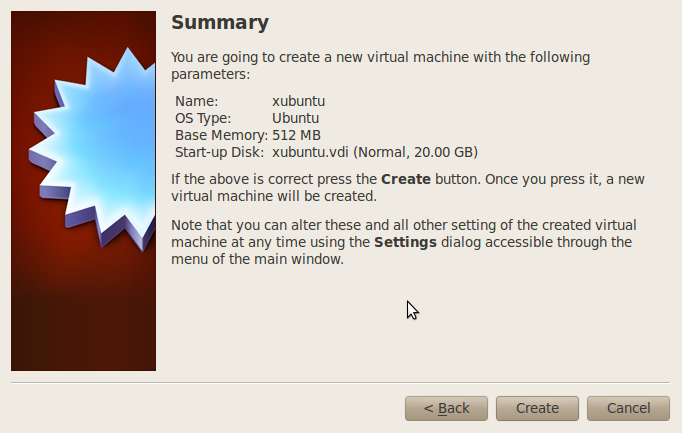 Summary
You are going to create a new virtual machine with the following
parameters:
Name: xubuntu
OS Type: Ubuntu
Base Memory: 512 MB
Start-up Disk: xubuntu.vdi (Normal, 20.00 GB)
If the above is correct press the Create button. Once you press it, a new
virtual machine will be created.
Note that you can alter these and all other setting of the created virtual
machine at any time using the Settings dialog accessible through the
menu of the main window.
< Back Create Cancel